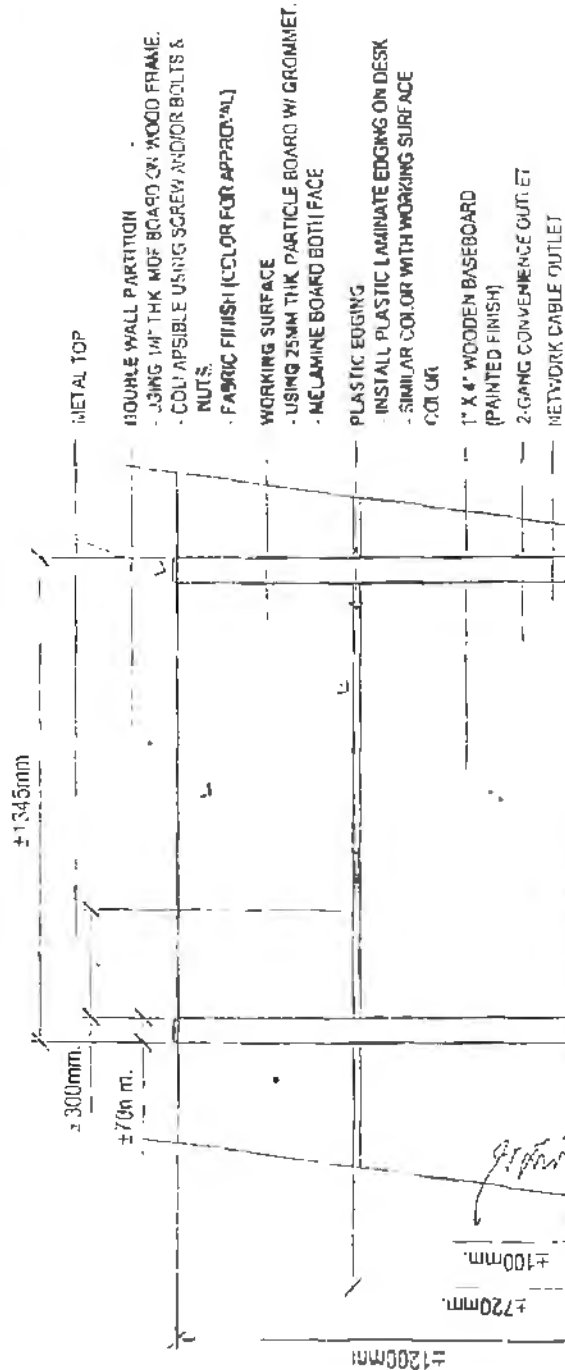 METAL TOP
DOUBLE WALL PARTITION
- USING 1/4" THK. MDF BOARD ON WOOD FRAME.
- COLLAPSIBLE USING SCREW AND/OR BOLTS &
NUTS.
- FABRIC FINISH (COLOR FOR APPROVAL)
WORKING SURFACE
- USING 25MM THK PARTICLE BOARD W/ GROMMET.
- MELAMINE BOARD BOTH FACE
PLASTIC EDGING
- INSTALL PLASTIC LAMINATE EDGING ON DESK
- SIMILAR COLOR WITH WORKING SURFACE
COLOR
1" X 4" WOODEN BASEBOARD
(PAINTED FINISH)
2-GANG CONVENIENCE OUTLET
NETWORK CABLE OUTLET
±1345mm
±300mm.
±70m m.
±100mm.
±720mm.
±1200mm